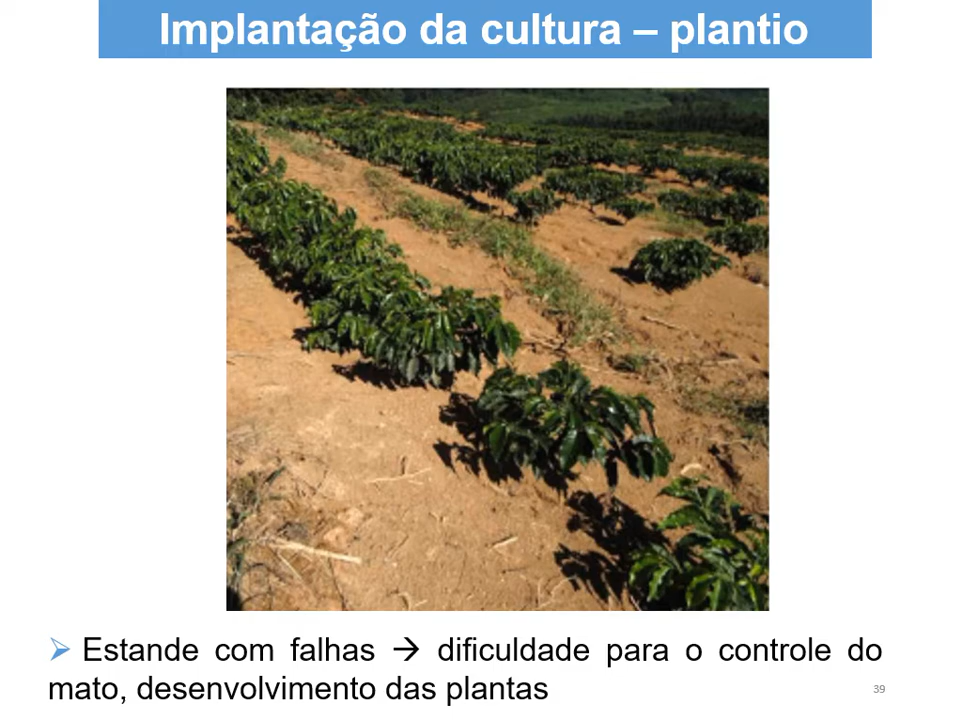 Implantação da cultura – plantio
➢ Estande com falhas → dificuldade para o controle do
mato, desenvolvimento das plantas
39